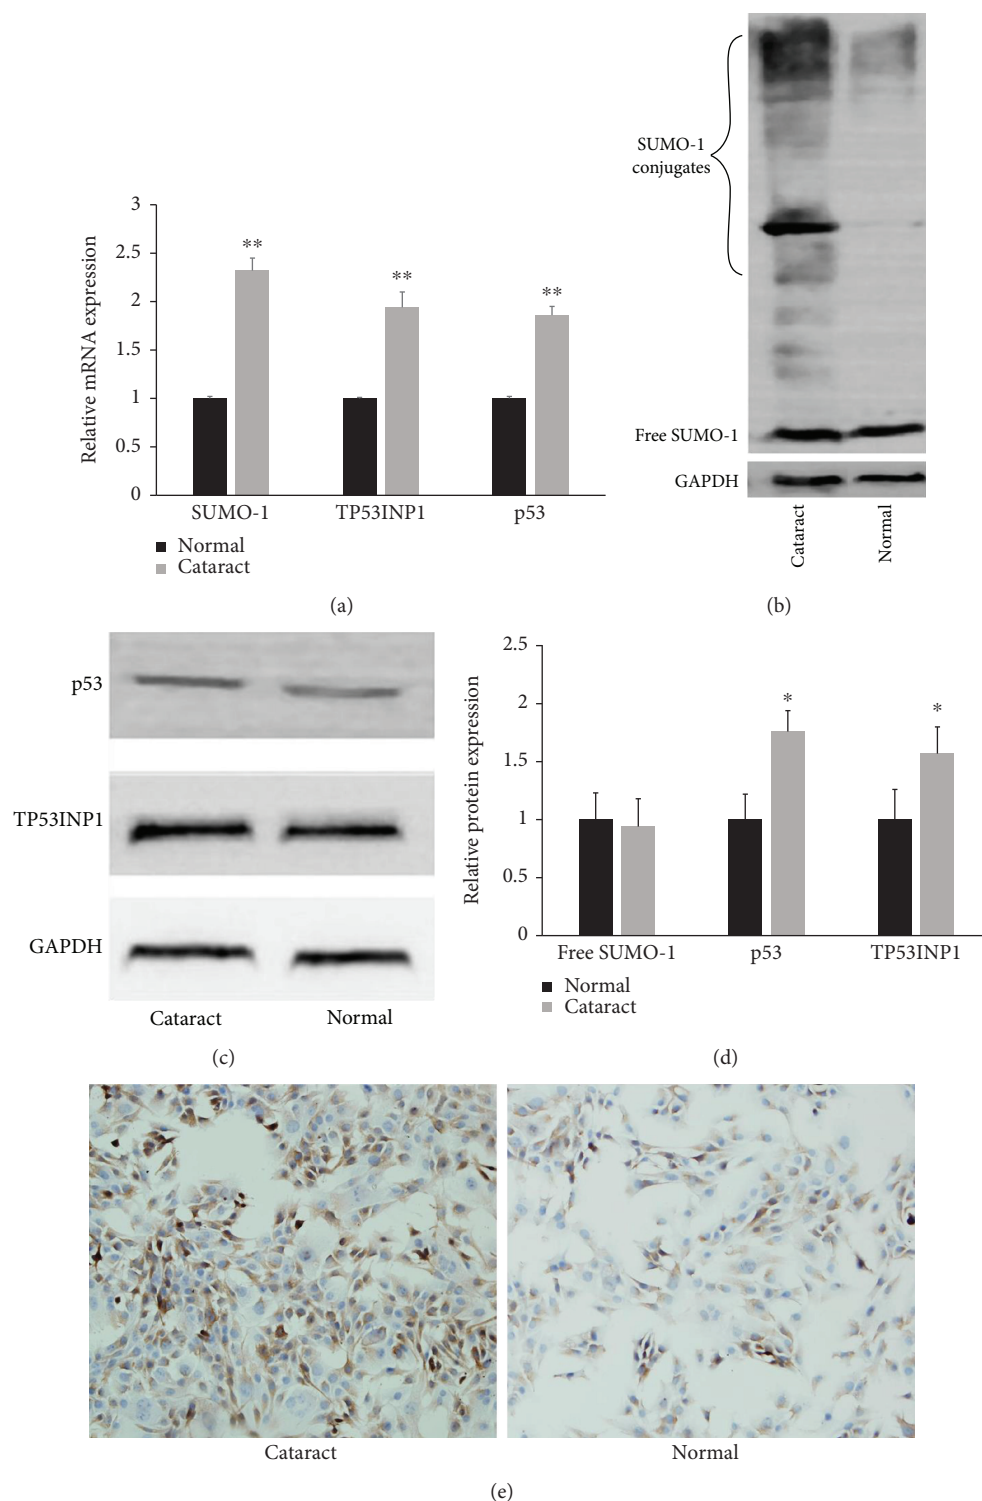 3
2.5
2
1.5
1
0.5
0
Relative mRNA expression
**
**
**
SUMO-1
TP53INP1
p53
Normal
Cataract
(a)
SUMO-1
conjugates
Free SUMO-1
GAPDH
Cataract
Normal
(b)
p53
TP53INP1
GAPDH
Cataract
Normal
(c)
2.5
2
1.5
1
0.5
0
Relative protein expression
*
*
Free SUMO-1
p53
TP53INP1
Normal
Cataract
(d)
Cataract
Normal
(e)